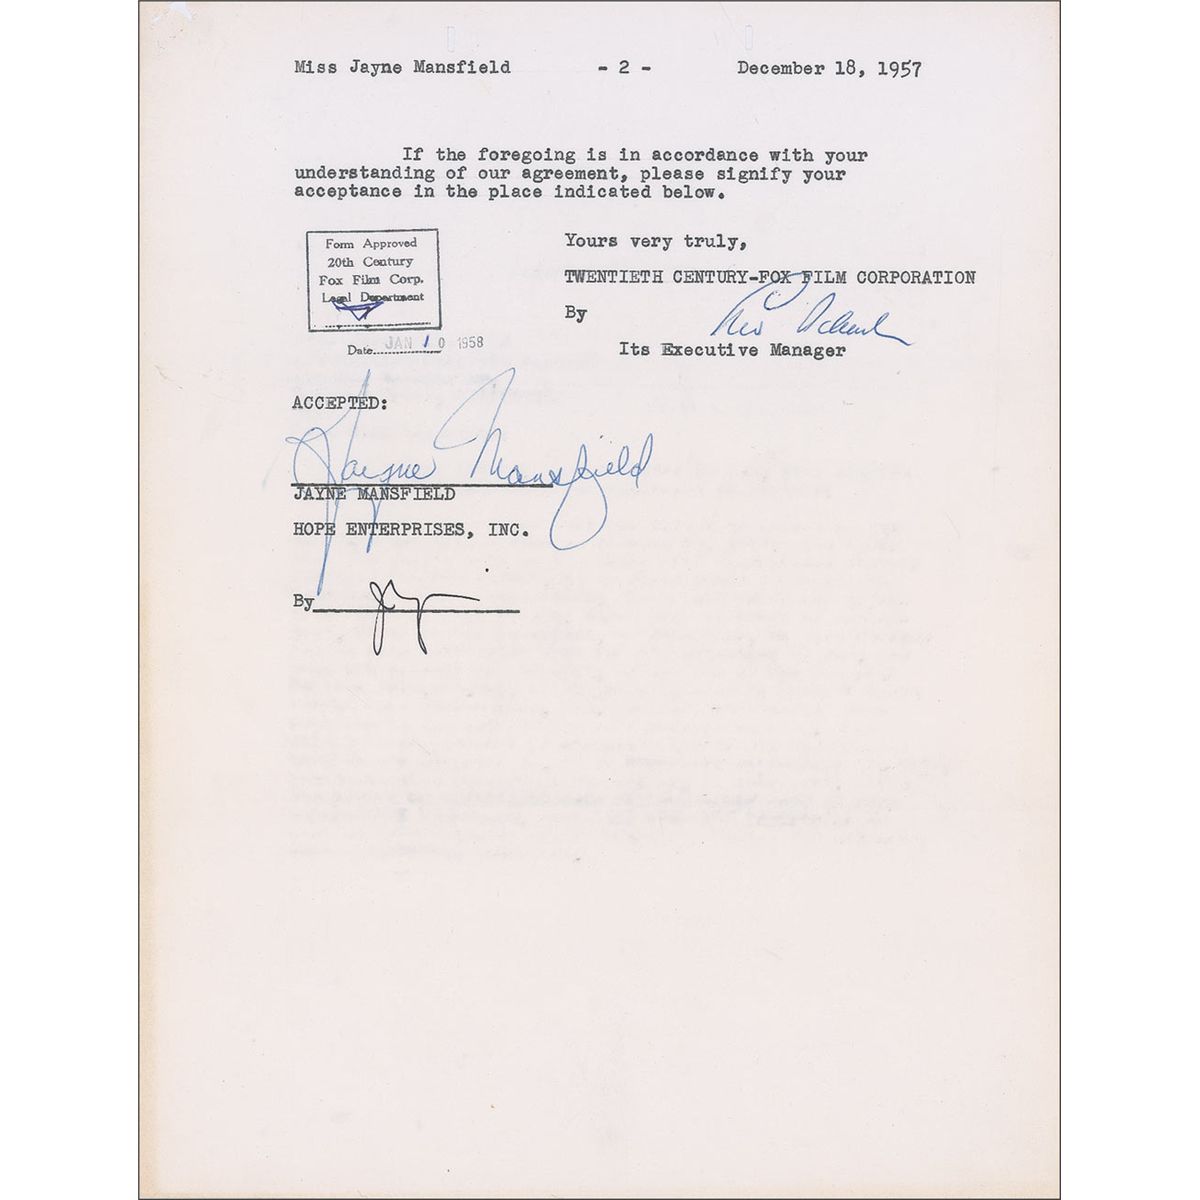 Miss Jayne Mansfield - 2 - December 18, 1957
If the foregoing is in accordance with your
understanding of our agreement, please signify your
acceptance in the place indicated below.
Form Approved
20th Century
Fox Film Corp.
Legal Department
Date JAN 10 1958
Yours very truly,
TWENTIETH CENTURY-FOX FILM CORPORATION
By
Its Executive Manager
ACCEPTED:
Jayne Mansfield
JAYNE MANSFIELD
HOPE ENTERPRISES, INC.
By